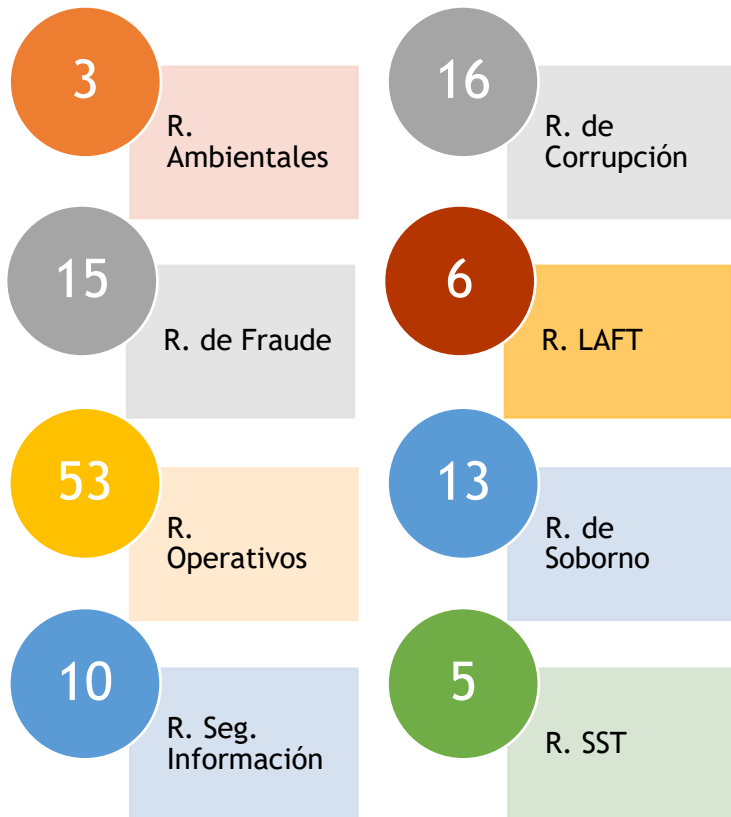 3
R.
Ambientales
16
R. de
Corrupción
15
R. de Fraude
6
R. LAFT
53
R.
Operativos
13
R. de
Soborno
10
R. Seg.
Información
5
R. SST